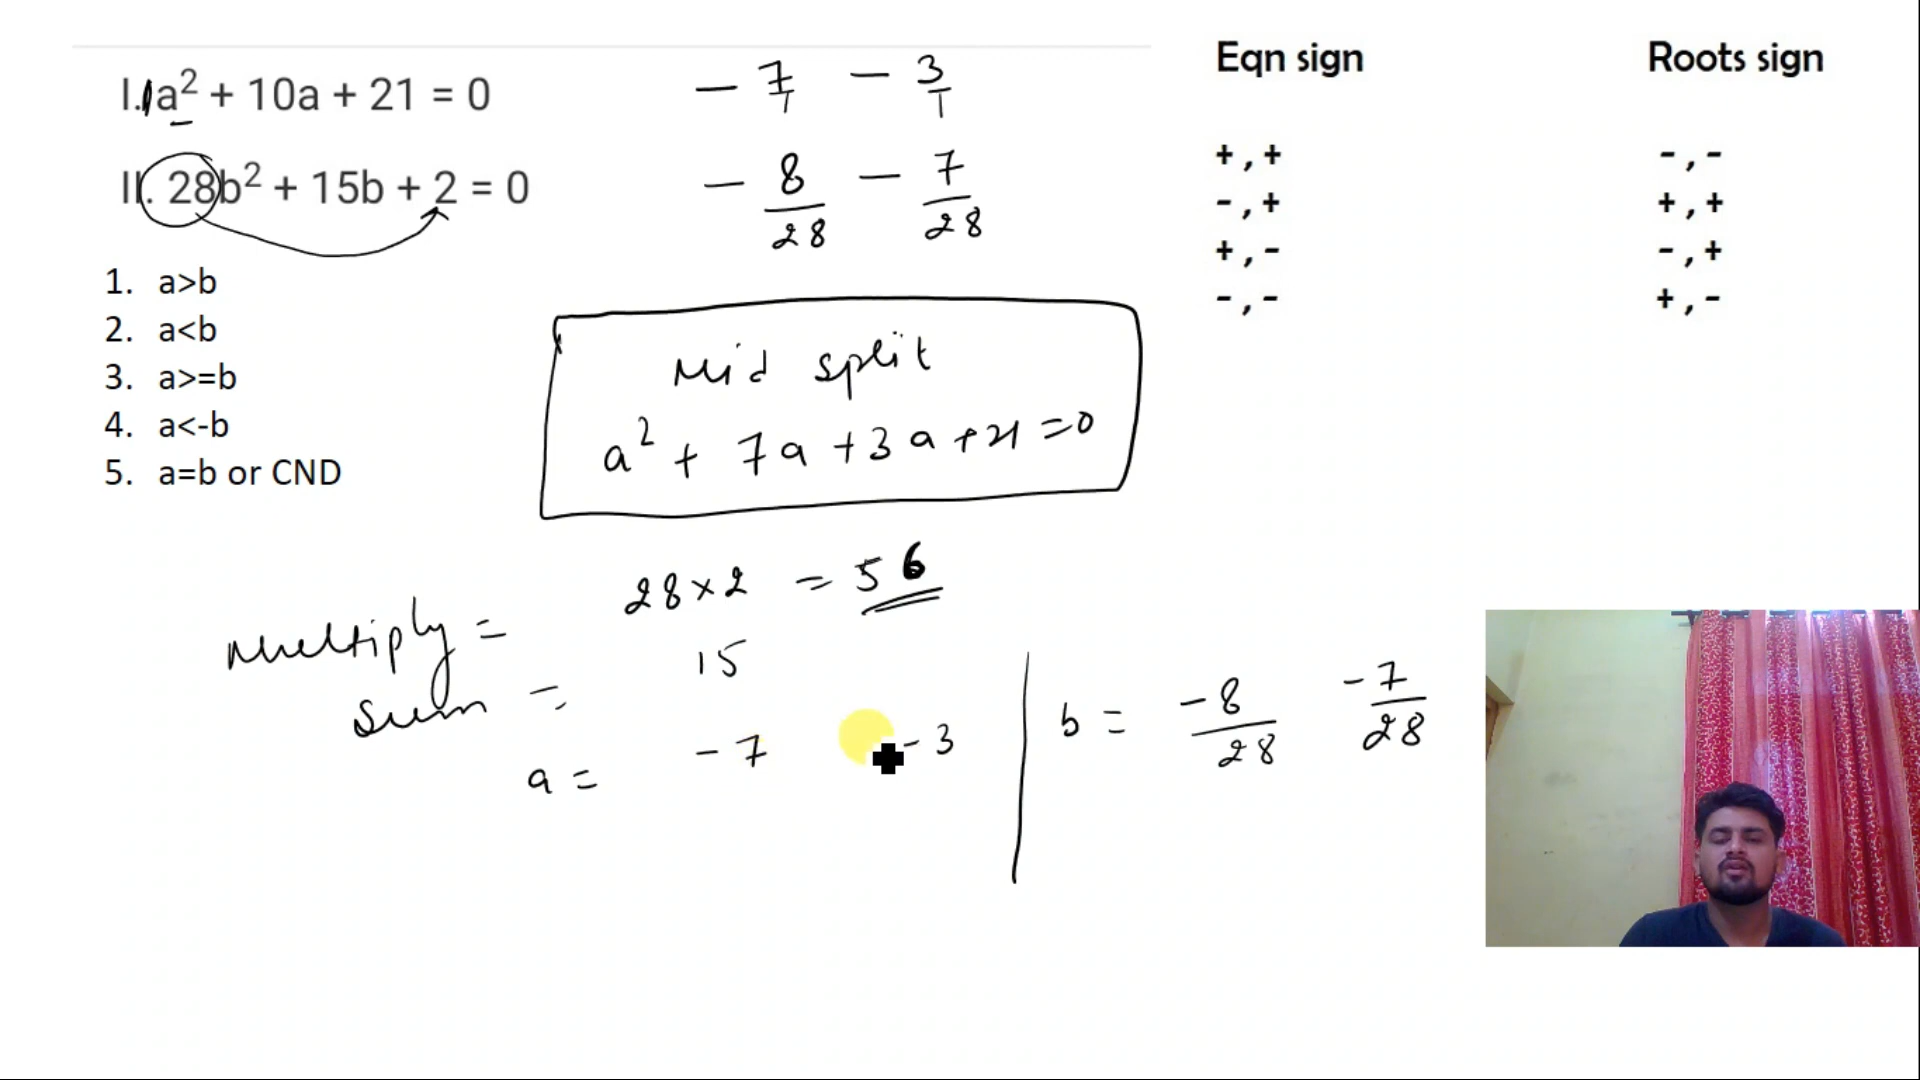 I. 1a² + 10a + 21 = 0
II. 28b² + 15b + 2 = 0
1. a>b
2. a<b
3. a>=b
4. a<-b
5. a=b or CND
- 7/1 - 3/1
- 8/28 - 7/28
Mid split
a² + 7a + 3a + 21 = 0
Multiply = 28 × 2 = 56
Sum = 15
a = - 7 - 3
b = -8/28 -7/28
Eqn sign Roots sign
+ , + - , -
- , + + , +
+ , - - , +
- , - + , -